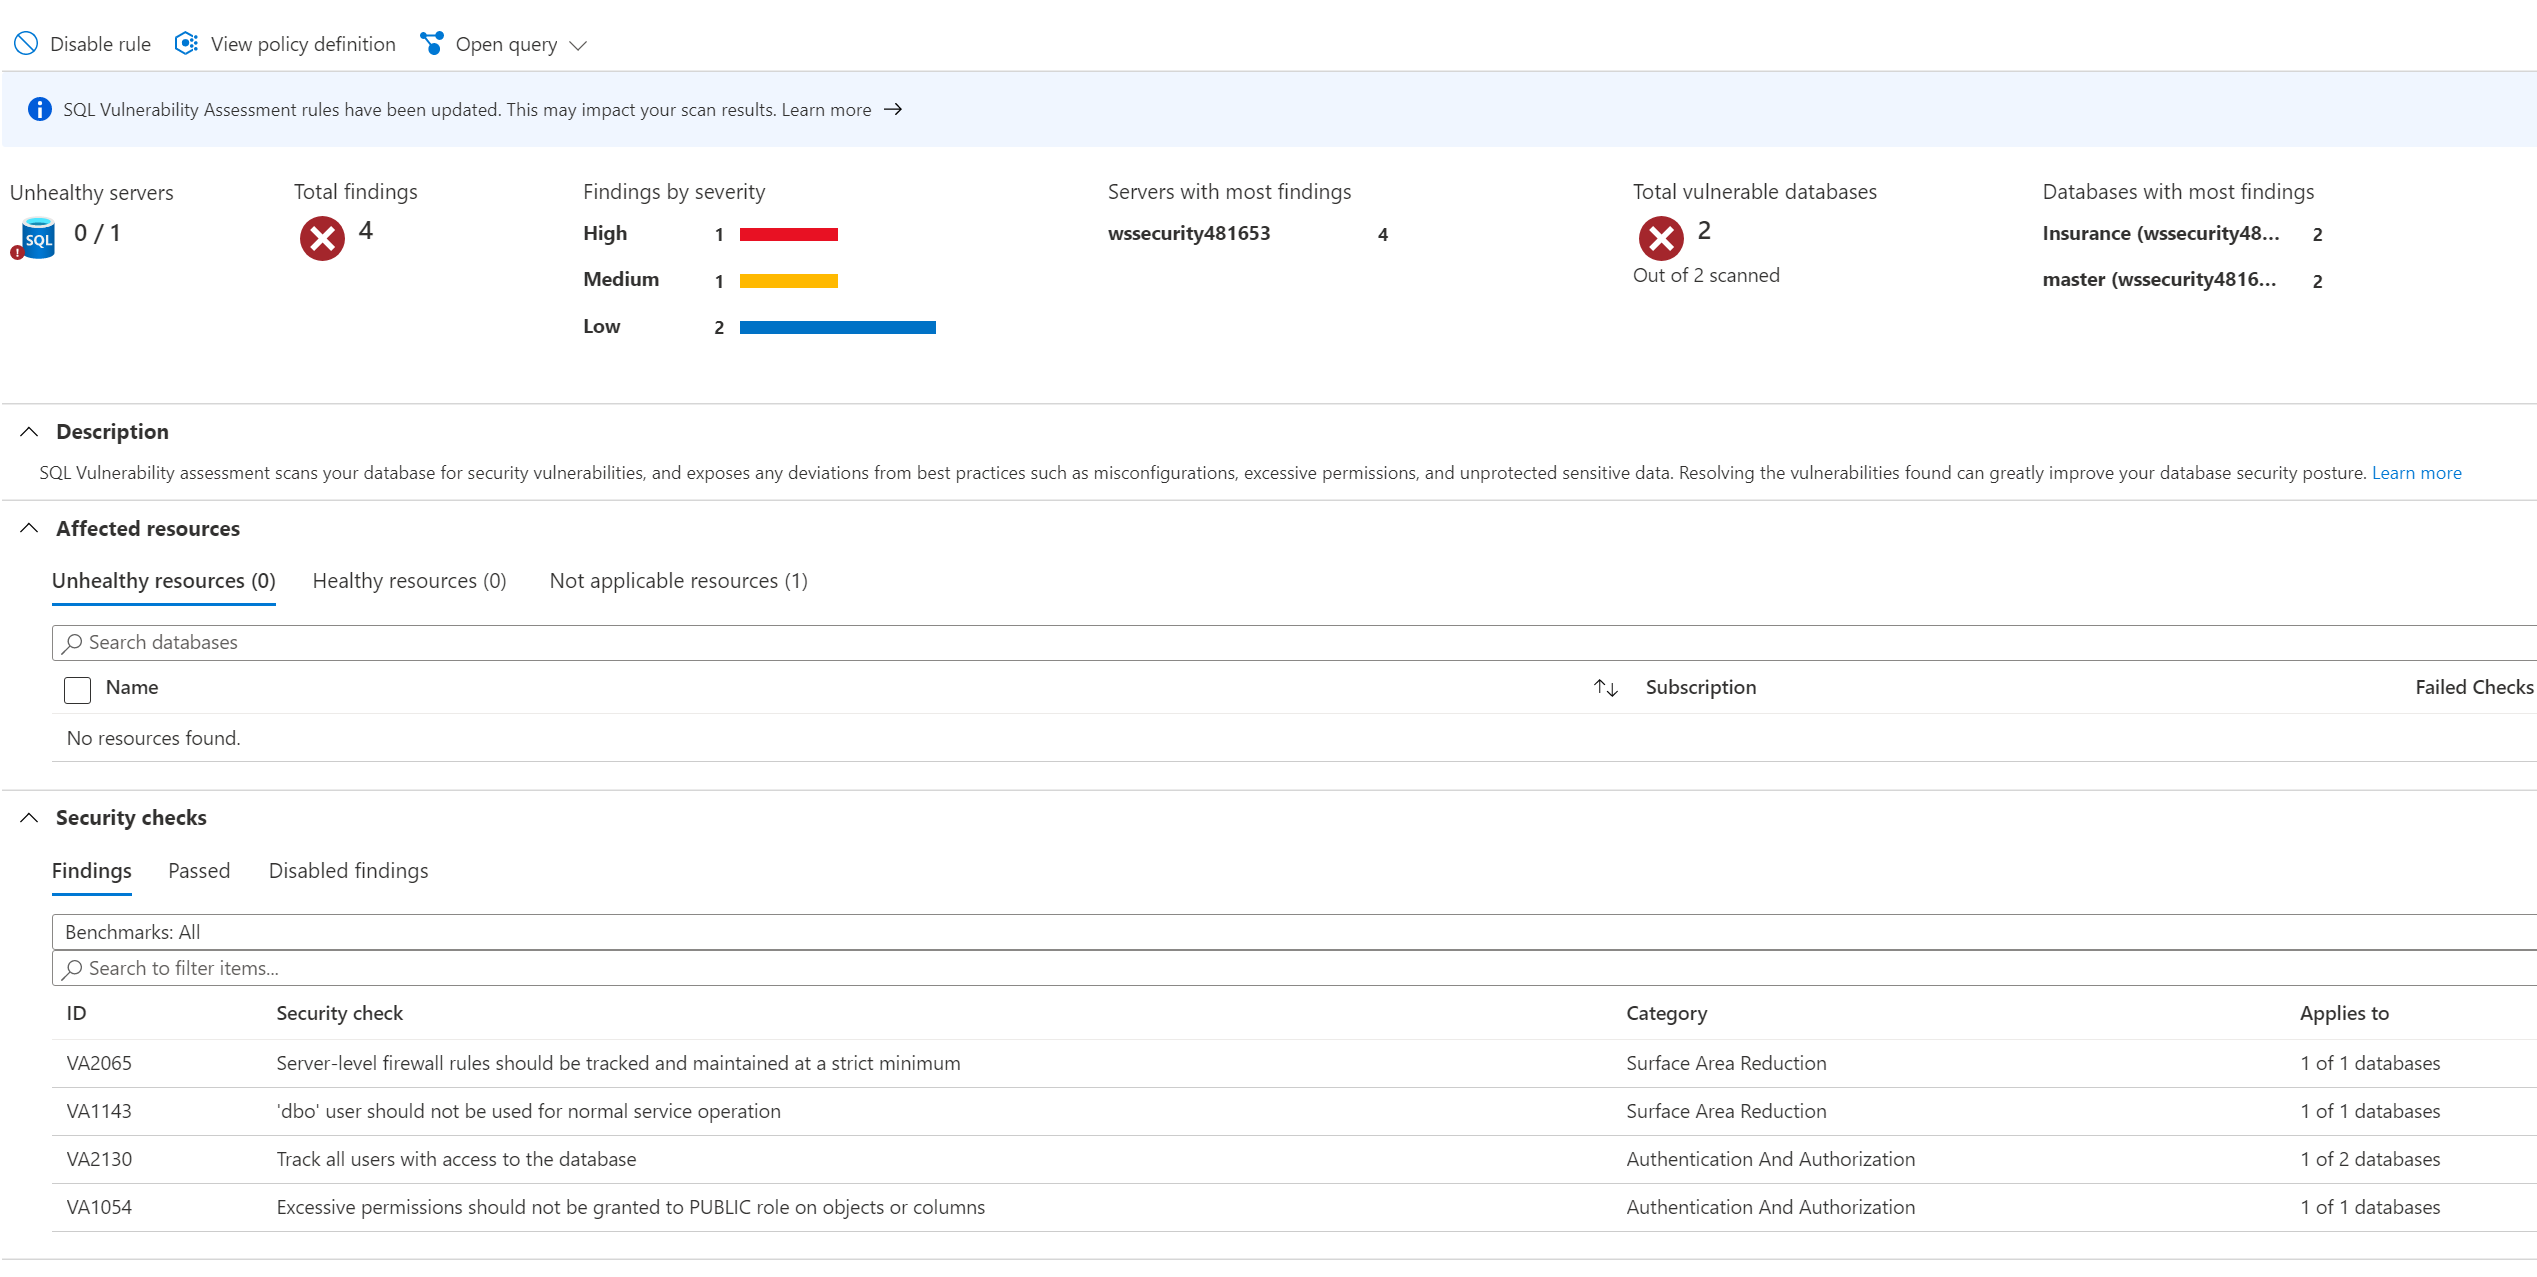 Disable rule View policy definition Open query
SQL Vulnerability Assessment rules have been updated. This may impact your scan results. Learn more →
Unhealthy servers
SQL 0 / 1
Total findings
4
Findings by severity
High 1
Medium 1
Low 2
Servers with most findings
wssecurity481653 4
Total vulnerable databases
2
Out of 2 scanned
Databases with most findings
Insurance (wssecurity48... 2
master (wssecurity4816... 2
Description
SQL Vulnerability assessment scans your database for security vulnerabilities, and exposes any deviations from best practices such as misconfigurations, excessive permissions, and unprotected sensitive data. Resolving the vulnerabilities found can greatly improve your database security posture. Learn more
Affected resources
Unhealthy resources (0) Healthy resources (0) Not applicable resources (1)
Search databases
Name ↑↓ Subscription Failed Checks
No resources found.
Security checks
Findings Passed Disabled findings
Benchmarks: All
Search to filter items...
ID Security check Category Applies to
VA2065 Server-level firewall rules should be tracked and maintained at a strict minimum Surface Area Reduction 1 of 1 databases
VA1143 'dbo' user should not be used for normal service operation Surface Area Reduction 1 of 1 databases
VA2130 Track all users with access to the database Authentication And Authorization 1 of 2 databases
VA1054 Excessive permissions should not be granted to PUBLIC role on objects or columns Authentication And Authorization 1 of 1 databases